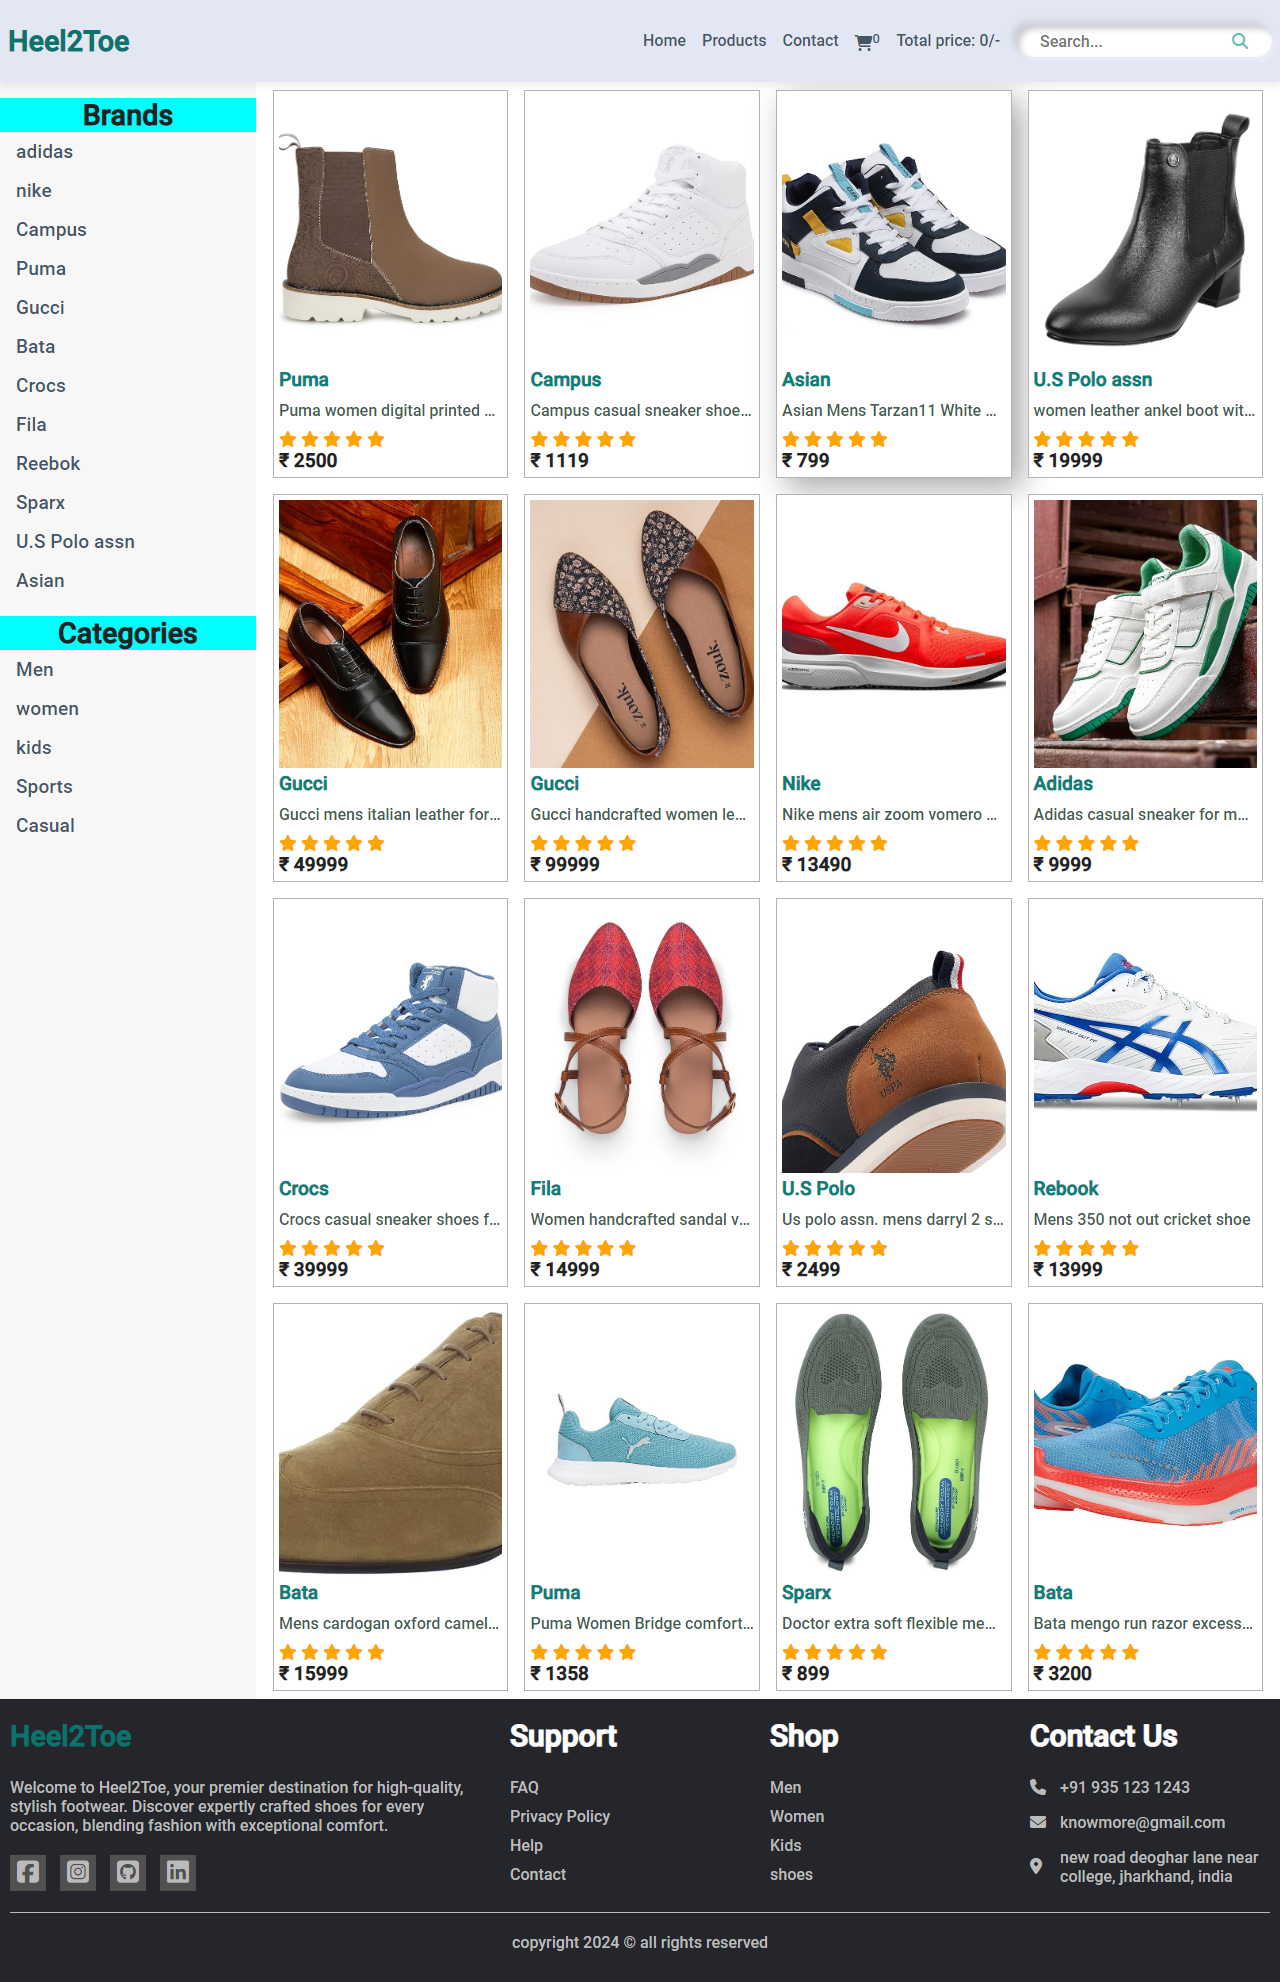 Heel2Toe
Home Products Contact 0 Total price: 0/- Search...
Brands
adidas
nike
Campus
Puma
Gucci
Bata
Crocs
Fila
Reebok
Sparx
U.S Polo assn
Asian
Categories
Men
women
kids
Sports
Casual
Puma
Puma women digital printed ...
₹ 2500
Campus
Campus casual sneaker shoe...
₹ 1119
Asian
Asian Mens Tarzan11 White ...
₹ 799
U.S Polo assn
women leather ankel boot wit...
₹ 19999
zouk.
zouk.
Gucci
Gucci mens italian leather for...
₹ 49999
Gucci
Gucci handcrafted women le...
₹ 99999
Nike
Nike mens air zoom vomero ...
₹ 13490
Adidas
Adidas casual sneaker for m...
₹ 9999
USPA
Crocs
Crocs casual sneaker shoes f...
₹ 39999
Fila
Women handcrafted sandal v...
₹ 14999
U.S Polo
Us polo assn. mens darryl 2 s...
₹ 2499
Rebook
Mens 350 not out cricket shoe
₹ 13999
MEMORY FOAM
TECHNOLOGY
MEMORY FOAM
TECHNOLOGY
Bata
Mens cardogan oxford camel...
₹ 15999
Puma
Puma Women Bridge comfort...
₹ 1358
Sparx
Doctor extra soft flexible me...
₹ 899
Bata
Bata mengo run razor excess...
₹ 3200
Heel2Toe
Welcome to Heel2Toe, your premier destination for high-quality,
stylish footwear. Discover expertly crafted shoes for every
occasion, blending fashion with exceptional comfort.
Support
FAQ
Privacy Policy
Help
Contact
Shop
Men
Women
Kids
shoes
Contact Us
+91 935 123 1243
knowmore@gmail.com
new road deoghar lane near
college, jharkhand, india
copyright 2024 © all rights reserved